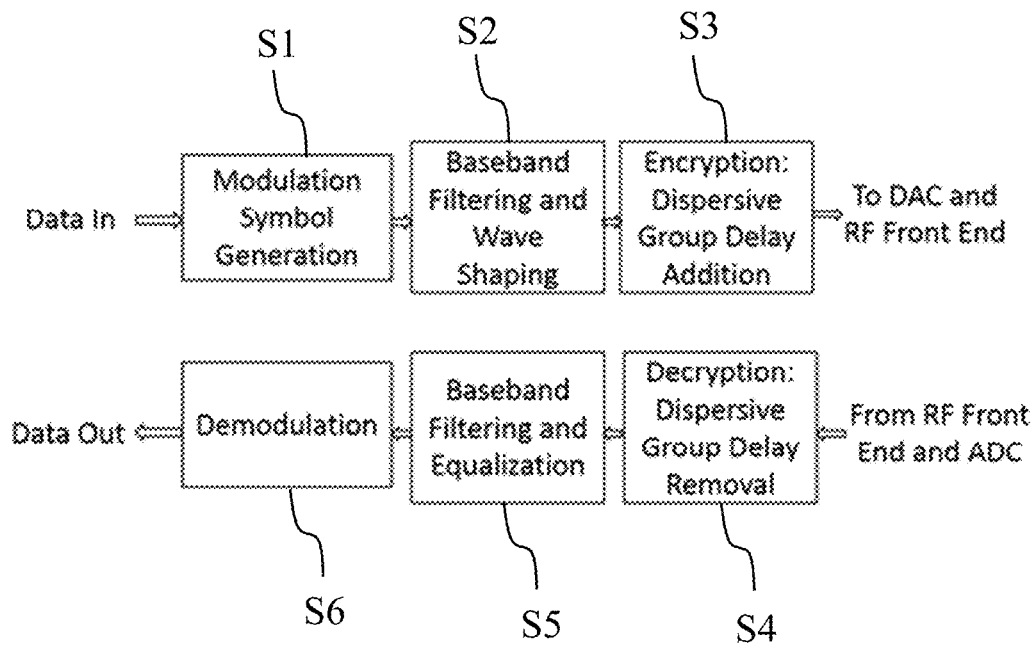 S1
S2
S3
Data In
Modulation
Symbol
Generation
Baseband
Filtering and
Wave
Shaping
Encryption:
Dispersive
Group Delay
Addition
To DAC and
RF Front End
Data Out
Demodulation
Baseband
Filtering and
Equalization
Decryption:
Dispersive
Group Delay
Removal
From RF Front
End and ADC
S6
S5
S4